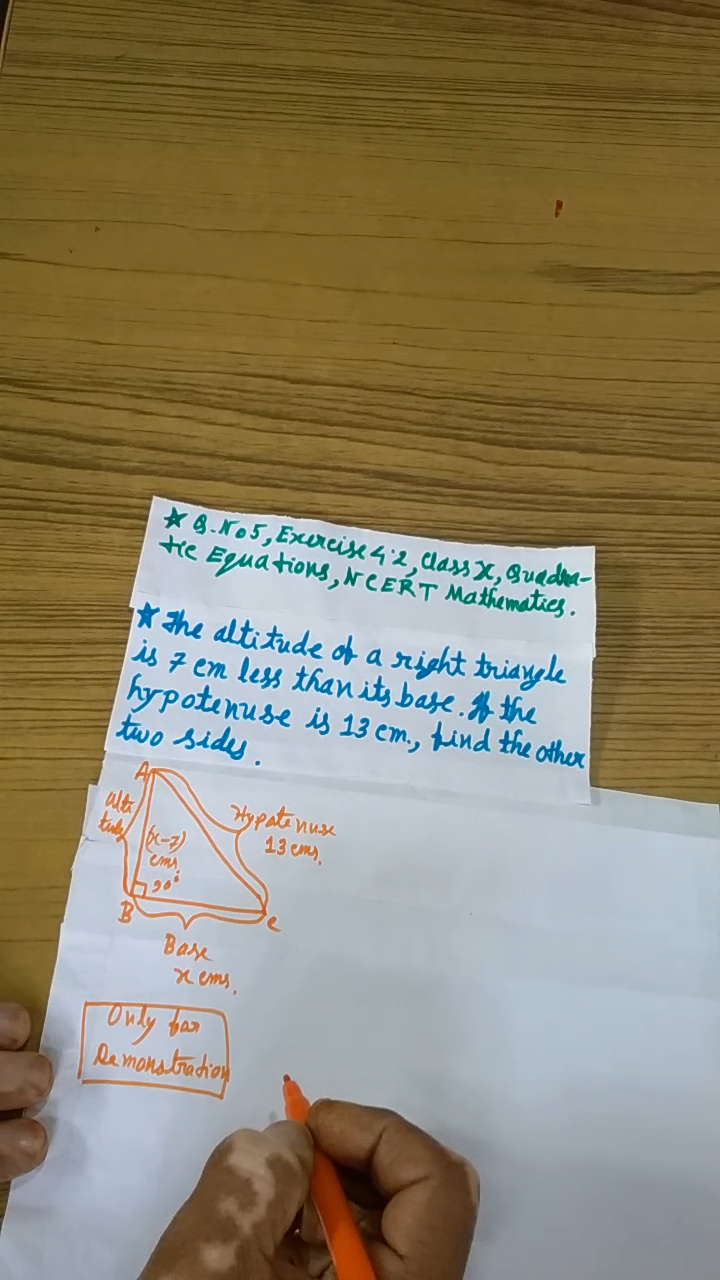 ★ Q.No5, Exercise 4.2, Class X, Quadra-
tic Equations, NCERT Mathematics.
★ The altitude of a right triangle
is 7 cm less than its base. If the
hypotenuse is 13 cm., find the other
two sides.
A
Alti
tude
(x-7)
cms.
90°
B
C
Hypotenuse
13 cms.
Base
x cms.
Only for
Demonstration